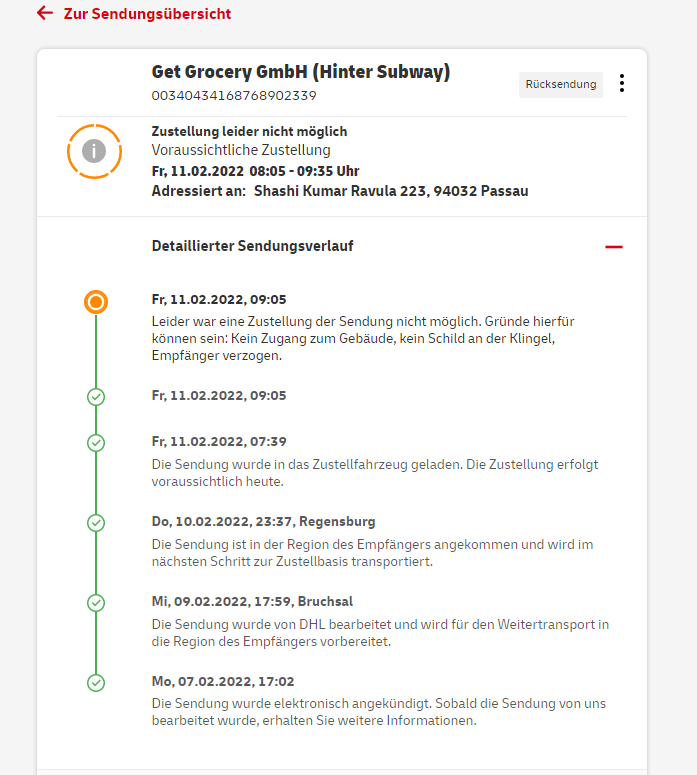 Zur Sendungsübersicht
Get Grocery GmbH (Hinter Subway)
00340434168768902339
Rücksendung
Zustellung leider nicht möglich
Voraussichtliche Zustellung
Fr, 11.02.2022 08:05 - 09:35 Uhr
Adressiert an: Shashi Kumar Ravula 223, 94032 Passau
Detaillierter Sendungsverlauf
Fr, 11.02.2022, 09:05
Leider war eine Zustellung der Sendung nicht möglich. Gründe hierfür
können sein: Kein Zugang zum Gebäude, kein Schild an der Klingel,
Empfänger verzogen.
Fr, 11.02.2022, 09:05
Fr, 11.02.2022, 07:39
Die Sendung wurde in das Zustellfahrzeug geladen. Die Zustellung erfolgt
voraussichtlich heute.
Do, 10.02.2022, 23:37, Regensburg
Die Sendung ist in der Region des Empfängers angekommen und wird im
nächsten Schritt zur Zustellbasis transportiert.
Mi, 09.02.2022, 17:59, Bruchsal
Die Sendung wurde von DHL bearbeitet und wird für den Weitertransport in
die Region des Empfängers vorbereitet.
Mo, 07.02.2022, 17:02
Die Sendung wurde elektronisch angekündigt. Sobald die Sendung von uns
bearbeitet wurde, erhalten Sie weitere Informationen.